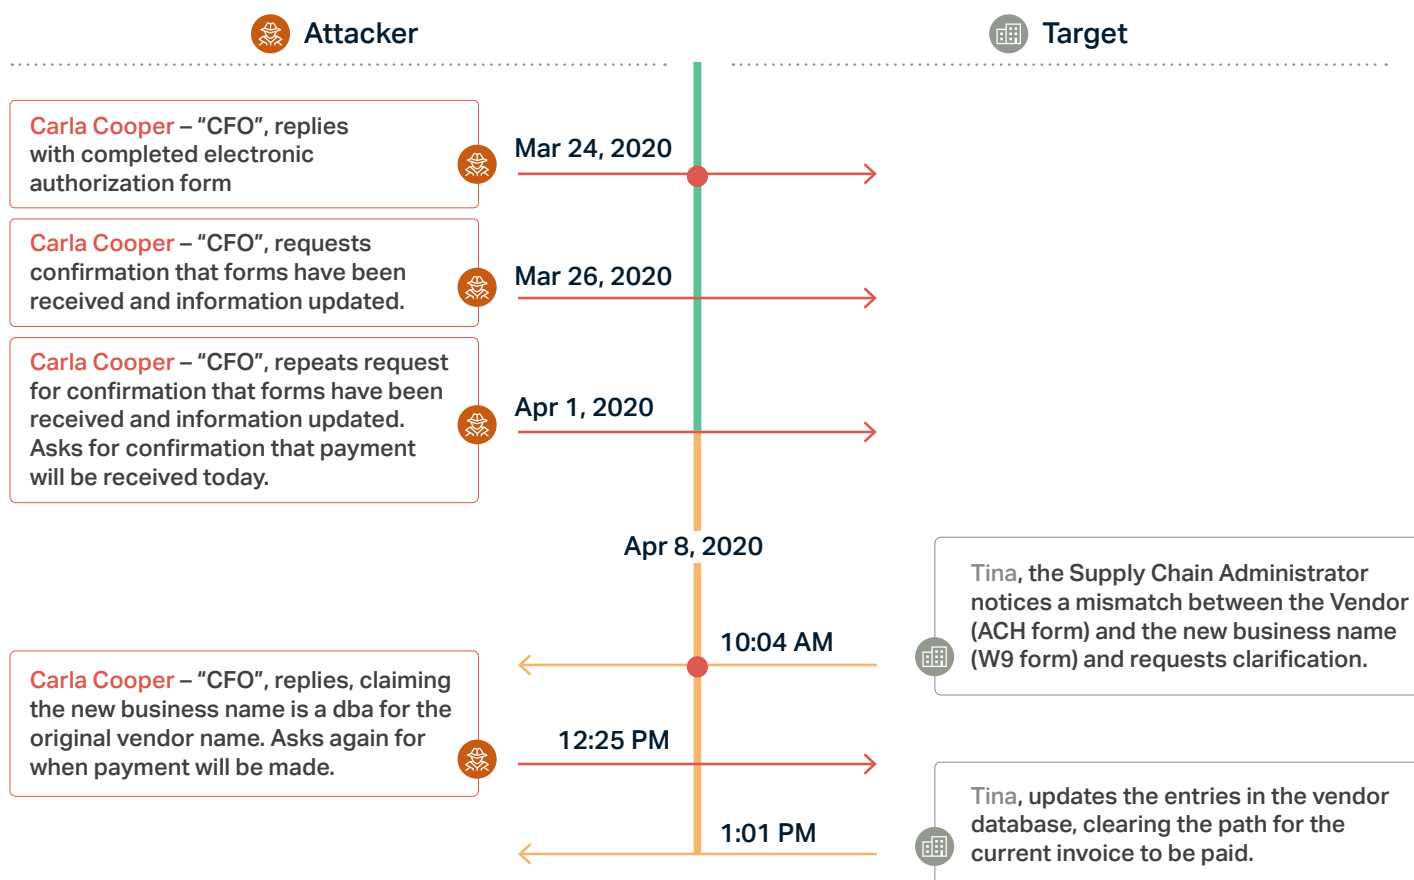 Attacker
Target
Carla Cooper – “CFO”, replies
with completed electronic
authorization form
Mar 24, 2020
Carla Cooper – “CFO”, requests
confirmation that forms have been
received and information updated.
Mar 26, 2020
Carla Cooper – “CFO”, repeats request
for confirmation that forms have been
received and information updated.
Asks for confirmation that payment
will be received today.
Apr 1, 2020
Apr 8, 2020
Tina, the Supply Chain Administrator
notices a mismatch between the Vendor
(ACH form) and the new business name
(W9 form) and requests clarification.
10:04 AM
Carla Cooper – “CFO”, replies, claiming
the new business name is a dba for the
original vendor name. Asks again for
when payment will be made.
12:25 PM
Tina, updates the entries in the vendor
database, clearing the path for the
current invoice to be paid.
1:01 PM